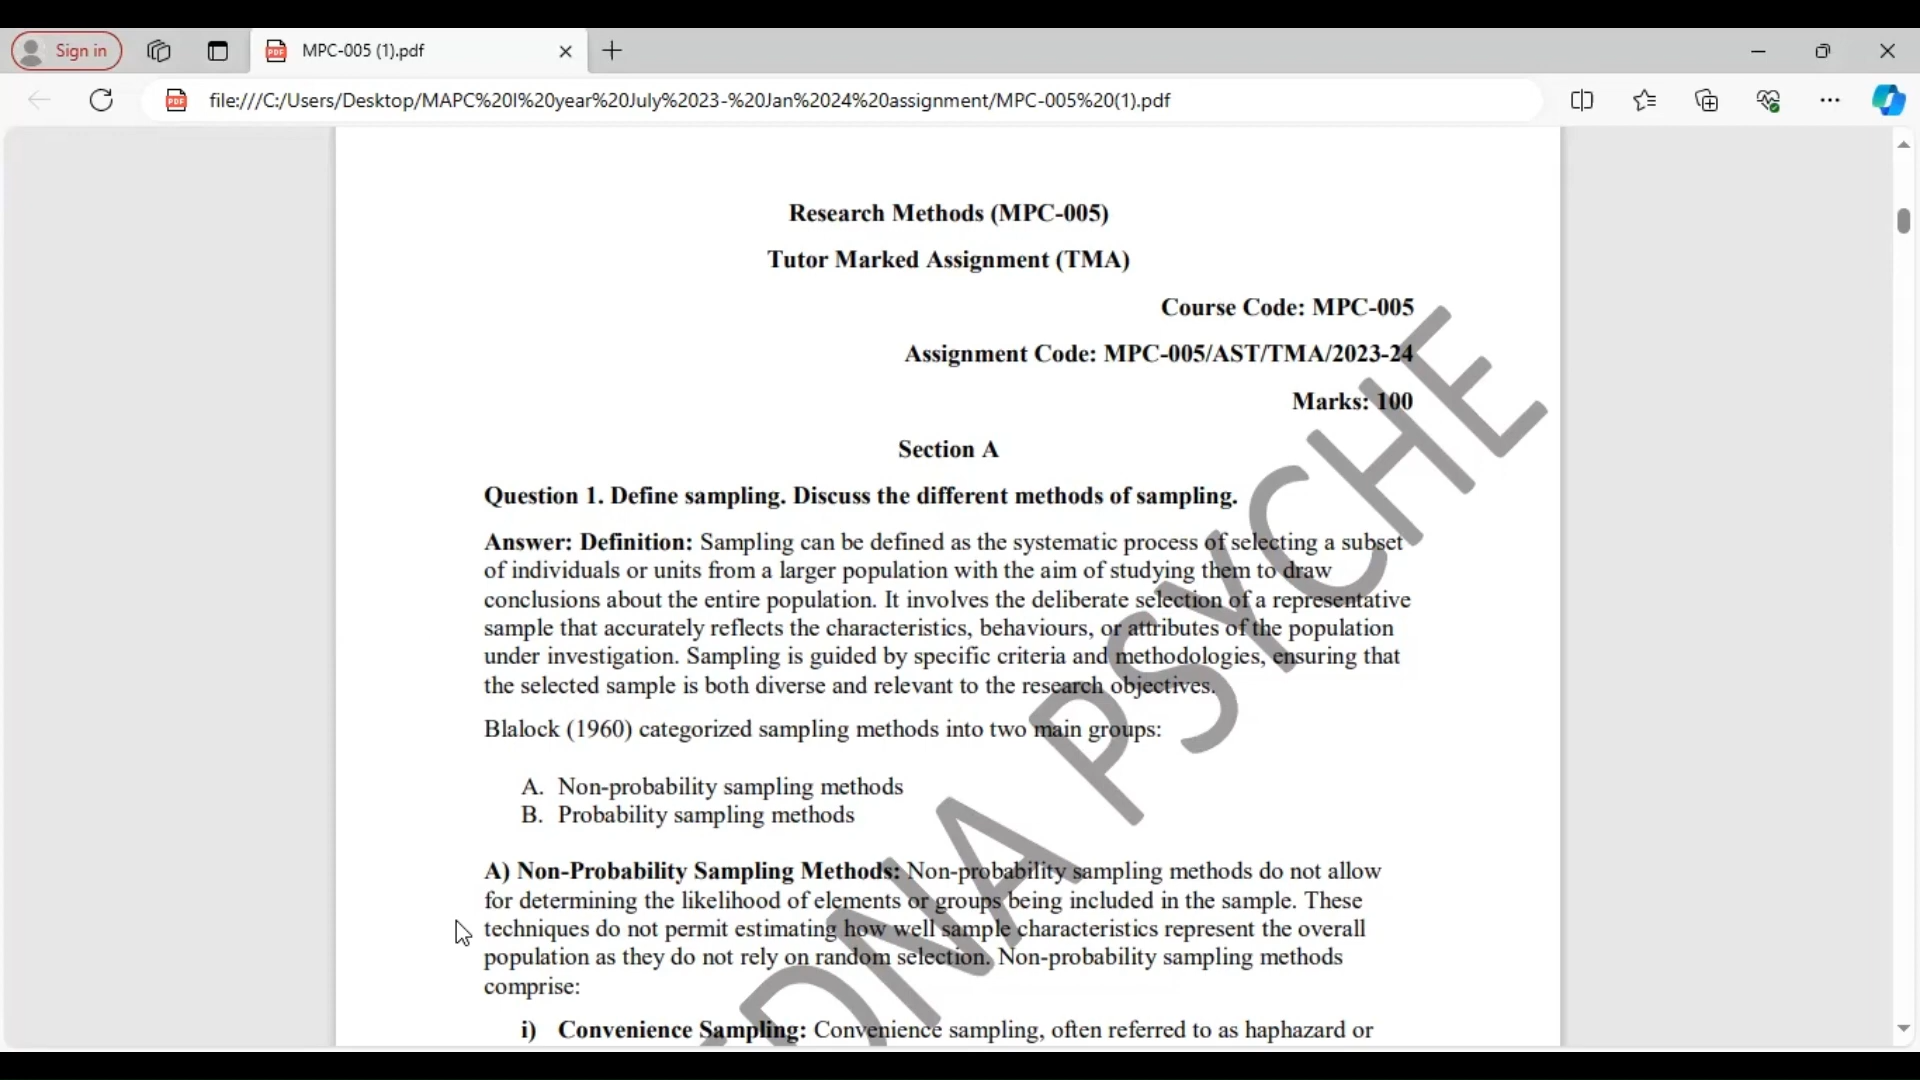 Sign in
MPC-005 (1).pdf
file:///C:/Users/Desktop/MAPC%20I%20year%20July%2023-%20Jan%2024%20assignment/MPC-005%20(1).pdf
Research Methods (MPC-005)
Tutor Marked Assignment (TMA)
Course Code: MPC-005
Assignment Code: MPC-005/AST/TMA/2023-24
Marks: 100
Section A
Question 1. Define sampling. Discuss the different methods of sampling.
Answer: Definition: Sampling can be defined as the systematic process of selecting a subset
of individuals or units from a larger population with the aim of studying them to draw
conclusions about the entire population. It involves the deliberate selection of a representative
sample that accurately reflects the characteristics, behaviours, or attributes of the population
under investigation. Sampling is guided by specific criteria and methodologies, ensuring that
the selected sample is both diverse and relevant to the research objectives.
Blalock (1960) categorized sampling methods into two main groups:
A. Non-probability sampling methods
B. Probability sampling methods
A) Non-Probability Sampling Methods: Non-probability sampling methods do not allow
for determining the likelihood of elements or groups being included in the sample. These
techniques do not permit estimating how well sample characteristics represent the overall
population as they do not rely on random selection. Non-probability sampling methods
comprise:
i) Convenience Sampling: Convenience sampling, often referred to as haphazard or
EDNA PSYCHE